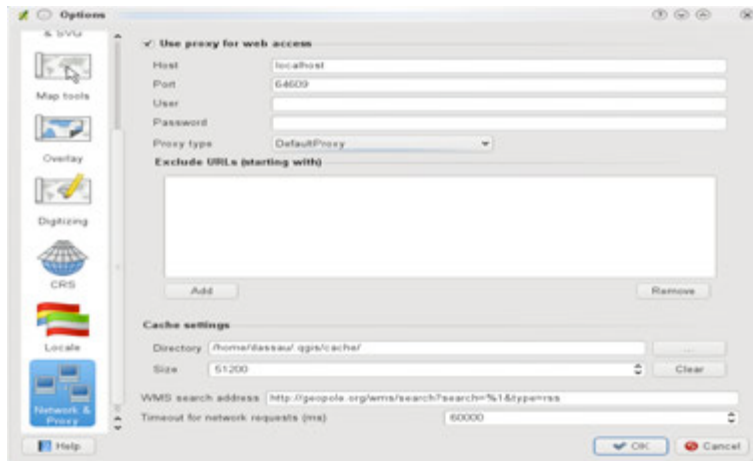 Options
& SVG
Map tools
Overlay
Digitizing
CRS
Locale
Network & Proxy
Help
Use proxy for web access
Host localhost
Port 64609
User
Password
Proxy type DefaultProxy
Exclude URLs (starting with)
Add Remove
Cache settings
Directory /home/dassau/.qgis/cache/ ...
Size 51200 Clear
WMS search address http://geopole.org/wms/search?search=%1&type=rss
Timeout for network requests (ms) 60000
OK Cancel